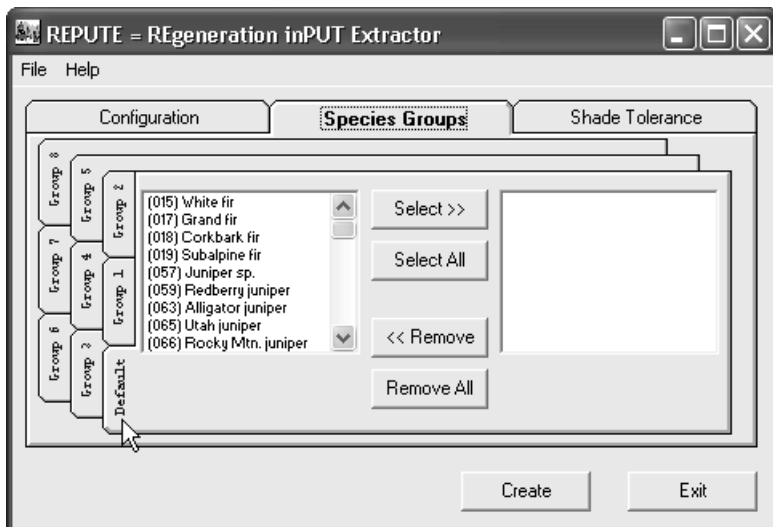 REPUTE = REgeneration inPUT Extractor
File Help
Configuration
Species Groups
Shade Tolerance
Group 8
Group 7
Group 6
Group 5
Group 4
Group 3
Group 2
Group 1
Default
(015) White fir
(017) Grand fir
(018) Corkbark fir
(019) Subalpine fir
(057) Juniper sp.
(059) Redberry juniper
(063) Alligator juniper
(065) Utah juniper
(066) Rocky Mtn. juniper
Select >>
Select All
<< Remove
Remove All
Create
Exit